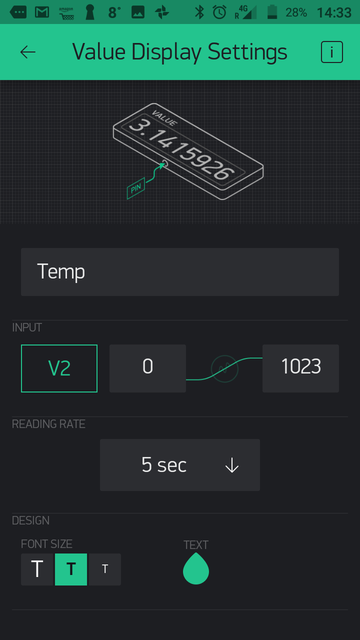 8°
4G
R
28%
14:33
Value Display Settings
i
VALUE
3.1415926
PIN
Temp
INPUT
V2 0 1023
READING RATE
5 sec
DESIGN
FONT SIZE TEXT
T T T